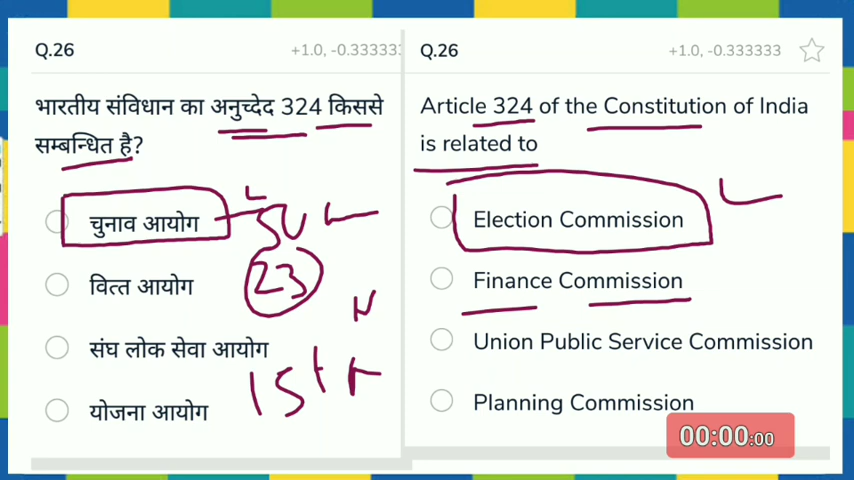 Q.26
+1.0, -0.333333
भारतीय संविधान का अनुच्देद 324 किससे
सम्बन्धित है?
चुनाव आयोग
वित्त आयोग
संघ लोक सेवा आयोग
योजना आयोग
23
1st
Q.26
+1.0, -0.333333
Article 324 of the Constitution of India
is related to
Election Commission
Finance Commission
Union Public Service Commission
Planning Commission
00:00:00